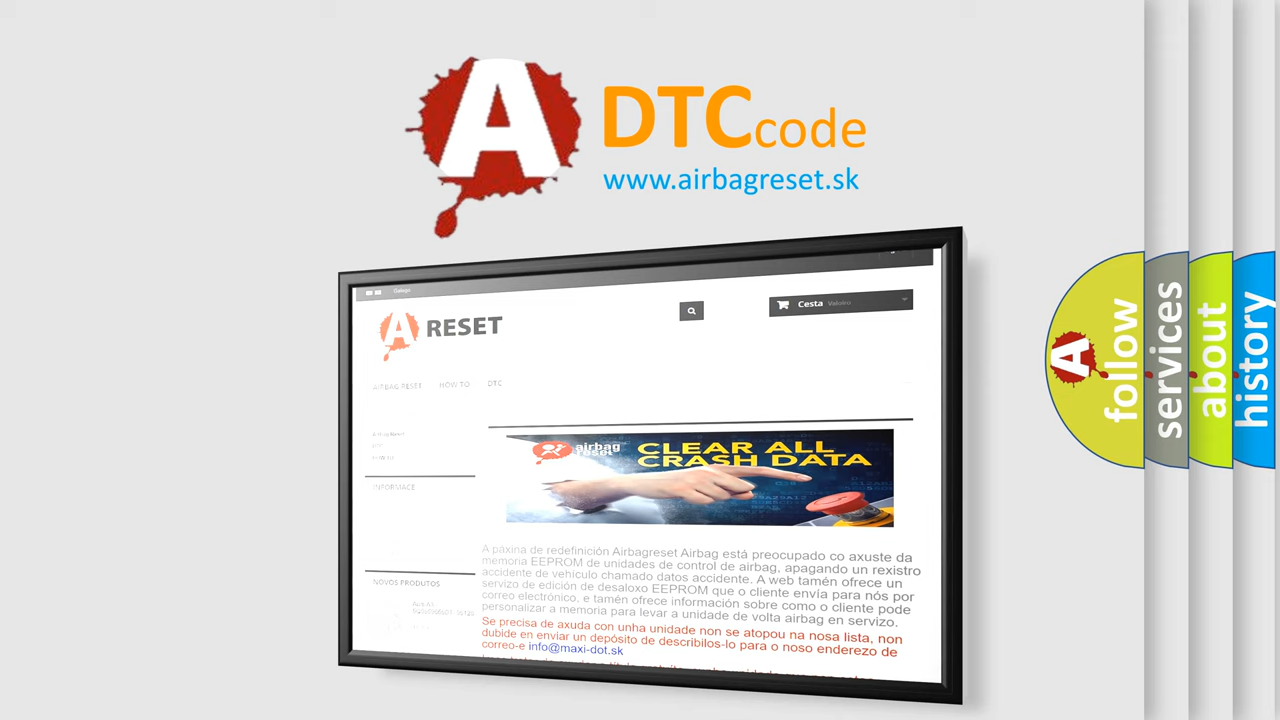 A
DTCcode
www.airbagreset.sk
Galego
A RESET
Cesta Valoiro
AIRBAG RESET HOW TO DTC
INFORMACE
NOVOS PRODUTOS
airbag
reset
CLEAR ALL
CRASH DATA
A páxina de redefinición Airbagreset Airbag está preocupado co axuste da
memoria EEPROM de unidades de control de airbag, apagando un rexistro
accidente de vehículo chamado datos accidente. A web tamén ofrece un
servizo de edición de desaloxo EEPROM que o cliente envía para nós por
correo electrónico, e tamén ofrece información sobre como o cliente pode
personalizar a memoria para levar a unidade de volta airbag en servizo.
Se precisa de axuda con unha unidade non se atopou na nosa lista, non
dubide en enviar un depósito de describilos-lo para o noso enderezo de
correo-e info@maxi-dot.sk
A
follow
services
about
history